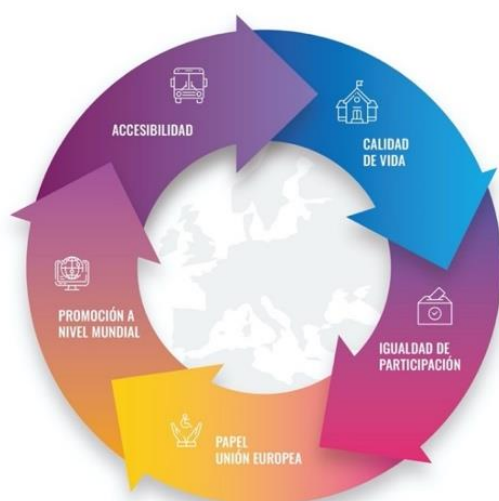 ACCESIBILIDAD
CALIDAD
DE VIDA
IGUALDAD DE
PARTICIPACIÓN
PAPEL
UNIÓN EUROPEA
PROMOCIÓN A
NIVEL MUNDIAL